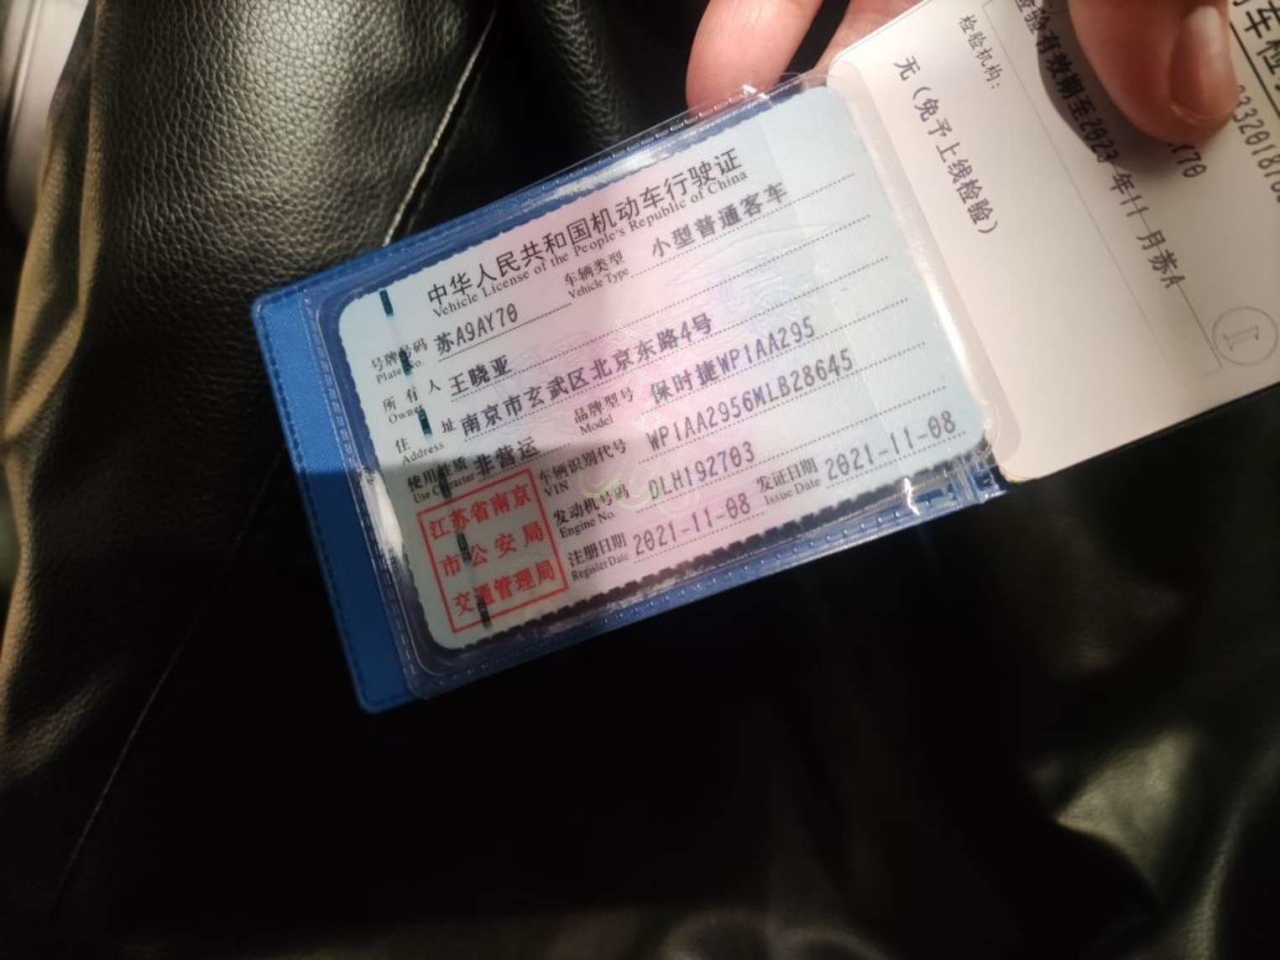 中华人民共和国机动车行驶证
Vehicle License of the People's Republic of China
号牌号码 苏A9AY70 车辆类型 小型普通客车
Plate No. Vehicle Type
所有人 王晓亚
Owner
住址 南京市玄武区北京东路4号
Address
使用性质 非营运 品牌型号 保时捷WP1AA295
Use Character Model
车辆识别代号 WP1AA2956MLB28645
VIN
发动机号码 DLH192703
Engine No.
注册日期 2021-11-08 发证日期 2021-11-08
Register Date Issue Date
江苏省南京
市公安局
交通管理局
检验有效期至2023年11月苏A
检验机构：
无（免予上线检验）